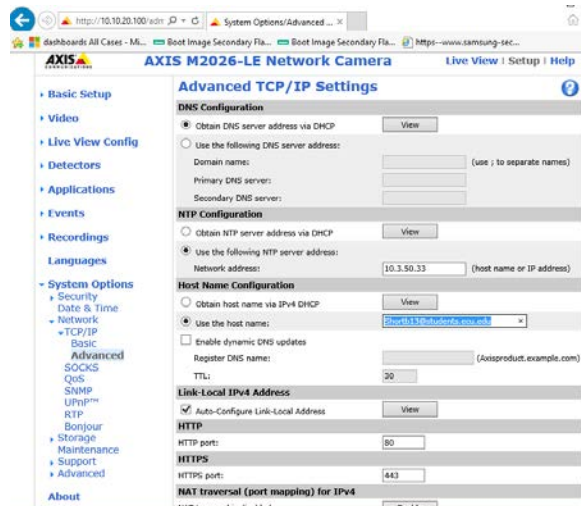 http://10.10.20.100/adm
System Options/Advanced ...
dashboards All Cases - Mi...
Boot Image Secondary Fla...
Boot Image Secondary Fla...
https--www.samsung-sec...
AXIS COMMUNICATIONS
AXIS M2026-LE Network Camera
Live View | Setup | Help
Basic Setup
Video
Live View Config
Detectors
Applications
Events
Recordings
Languages
System Options
Security
Date & Time
Network
TCP/IP
Basic
Advanced
SOCKS
QoS
SNMP
UPnP™
RTP
Bonjour
Storage
Maintenance
Support
Advanced
About
Advanced TCP/IP Settings
DNS Configuration
Obtain DNS server address via DHCP View
Use the following DNS server address:
Domain name: (use ; to separate names)
Primary DNS server:
Secondary DNS server:
NTP Configuration
Obtain NTP server address via DHCP View
Use the following NTP server address:
Network address: 10.3.50.33 (host name or IP address)
Host Name Configuration
Obtain host name via IPv4 DHCP View
Use the host name:
Enable dynamic DNS updates
Register DNS name: (Axisproduct.example.com)
TTL: 30
Link-Local IPv4 Address
Auto-Configure Link-Local Address View
HTTP
HTTP port: 80
HTTPS
HTTPS port: 443
NAT traversal (port mapping) for IPv4